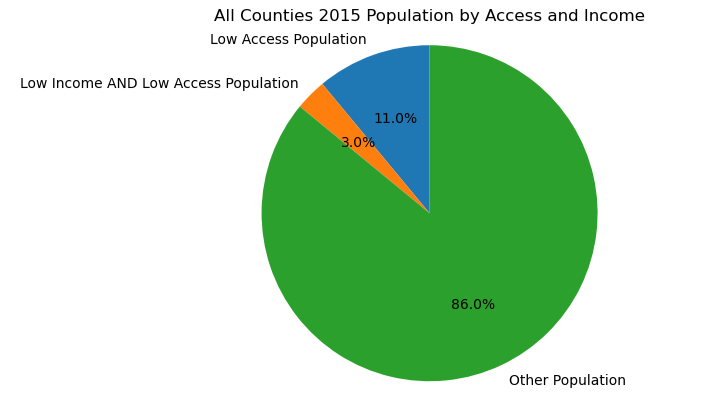 All Counties 2015 Population by Access and Income
Low Access Population
Low Income AND Low Access Population
11.0%
3.0%
86.0%
Other Population